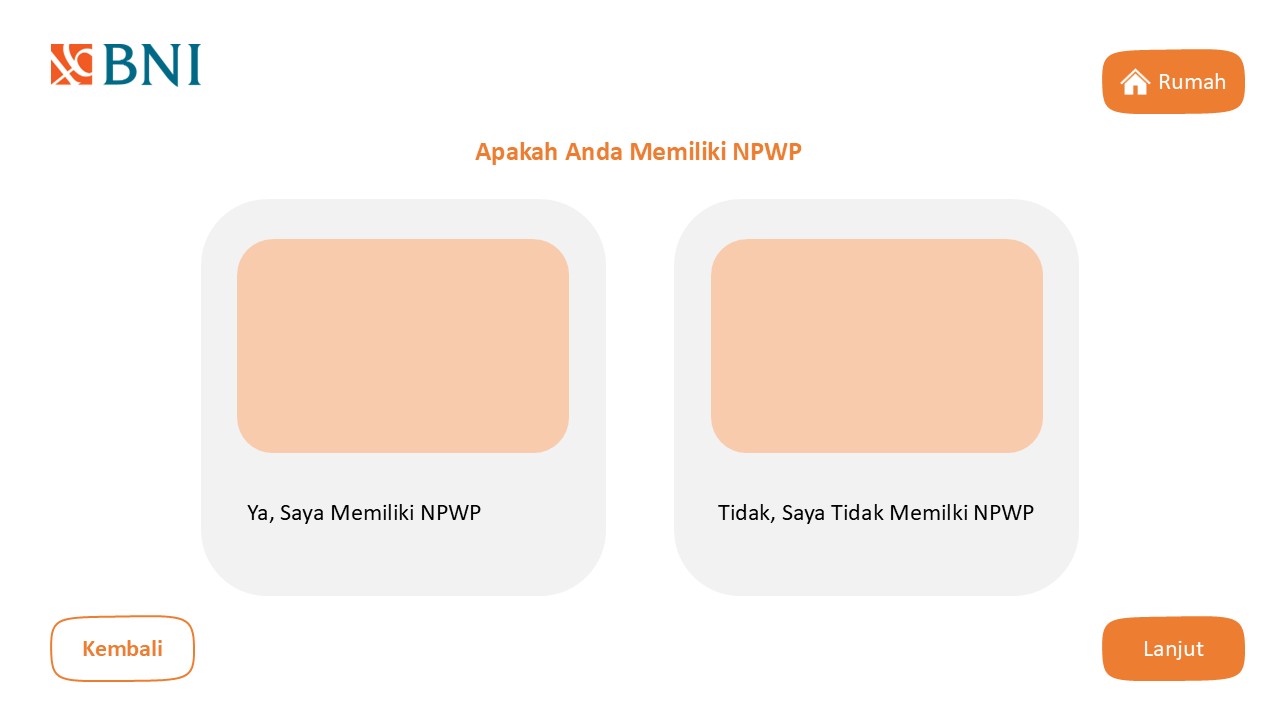 BNI
Rumah
Apakah Anda Memiliki NPWP
Ya, Saya Memiliki NPWP
Tidak, Saya Tidak Memilki NPWP
Kembali
Lanjut